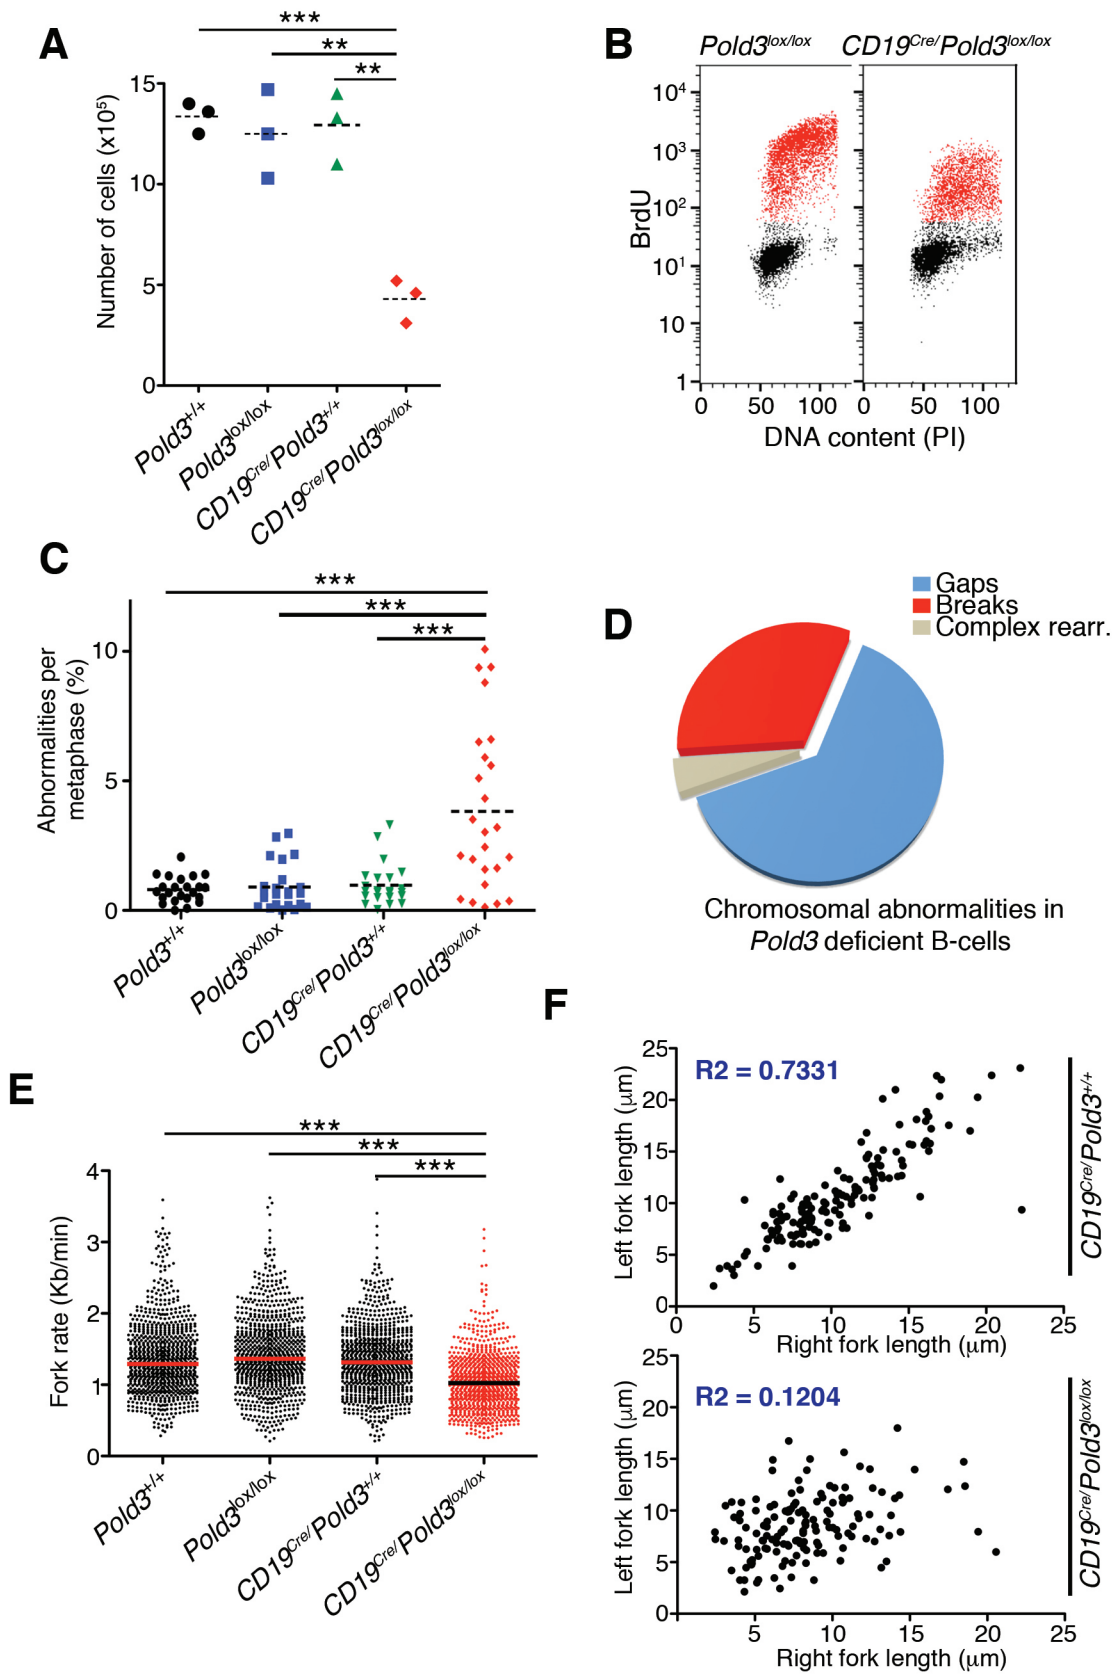 A
***
**
**
Number of cells (x10⁵)
15
10
5
0
Pold3+/+
Pold3lox/lox
CD19Cre/Pold3+/+
CD19Cre/Pold3lox/lox
B
Pold3lox/lox
CD19Cre/Pold3lox/lox
BrdU
10⁴
10³
10²
10¹
10
1
0 50 100
0 50 100
DNA content (PI)
C
***
***
***
Abnormalities per
metaphase (%)
10
5
0
Pold3+/+
Pold3lox/lox
CD19Cre/Pold3+/+
CD19Cre/Pold3lox/lox
D
Gaps
Breaks
Complex rearr.
Chromosomal abnormalities in
Pold3 deficient B-cells
E
***
***
***
Fork rate (Kb/min)
4
3
2
1
0
Pold3+/+
Pold3lox/lox
CD19Cre/Pold3+/+
CD19Cre/Pold3lox/lox
F
R2 = 0.7331
Left fork length (μm)
25
20
15
10
5
0
0 5 10 15 20 25
Right fork length (μm)
CD19Cre/Pold3+/+
R2 = 0.1204
Left fork length (μm)
25
20
15
10
5
0
5 10 15 20 25
Right fork length (μm)
CD19Cre/Pold3lox/lox